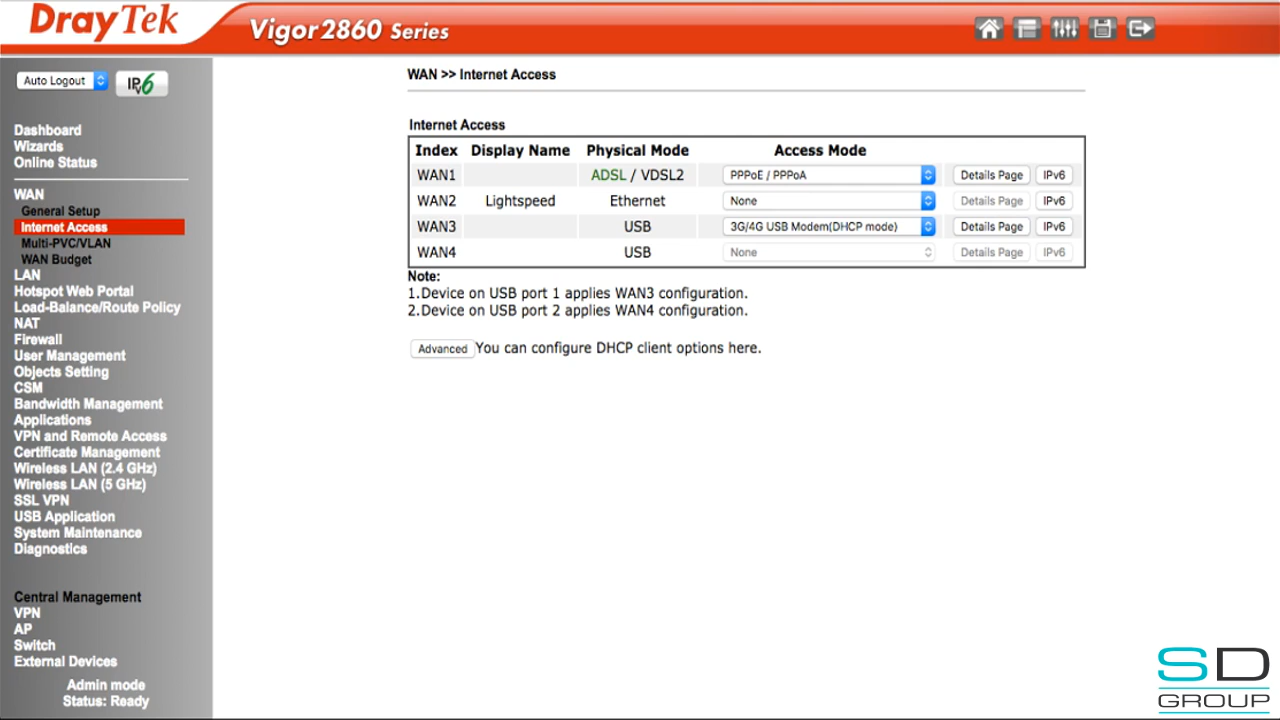 DrayTek
Vigor2860 Series
Auto Logout
IPv6
Dashboard
Wizards
Online Status
WAN
General Setup
Internet Access
Multi-PVC/VLAN
WAN Budget
LAN
Hotspot Web Portal
Load-Balance/Route Policy
NAT
Firewall
User Management
Objects Setting
CSM
Bandwidth Management
Applications
VPN and Remote Access
Certificate Management
Wireless LAN (2.4 GHz)
Wireless LAN (5 GHz)
SSL VPN
USB Application
System Maintenance
Diagnostics
Central Management
VPN
AP
Switch
External Devices
Admin mode
Status: Ready
WAN >> Internet Access
Internet Access
Index Display Name Physical Mode Access Mode
WAN1 ADSL / VDSL2 PPPoE / PPPoA Details Page IPv6
WAN2 Lightspeed Ethernet None Details Page IPv6
WAN3 USB 3G/4G USB Modem(DHCP mode) Details Page IPv6
WAN4 USB None Details Page IPv6
Note:
1.Device on USB port 1 applies WAN3 configuration.
2.Device on USB port 2 applies WAN4 configuration.
Advanced You can configure DHCP client options here.
SD
GROUP